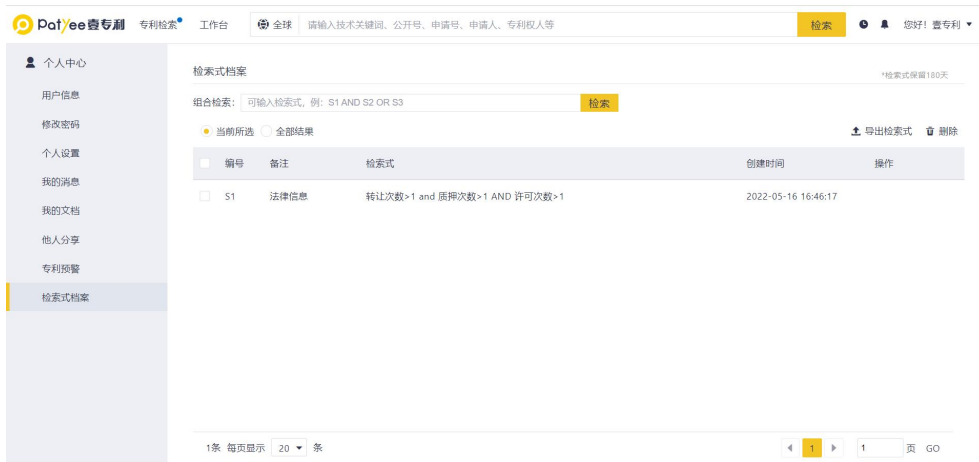 Patyee壹专利 专利检索 工作台 全球 请输入技术关键词、公开号、申请号、申请人、专利权人等 检索 您好！壹专利
个人中心
用户信息
修改密码
个人设置
我的消息
我的文档
他人分享
专利预警
检索式档案
检索式档案 *检索式保留180天
组合检索： 可输入检索式，例：S1 AND S2 OR S3 检索
当前所选 全部结果 导出检索式 删除
编号 备注 检索式 创建时间 操作
S1 法律信息 转让次数>1 and 质押次数>1 AND 许可次数>1 2022-05-16 16:46:17
1条 每页显示 20 条 1 1 页 GO